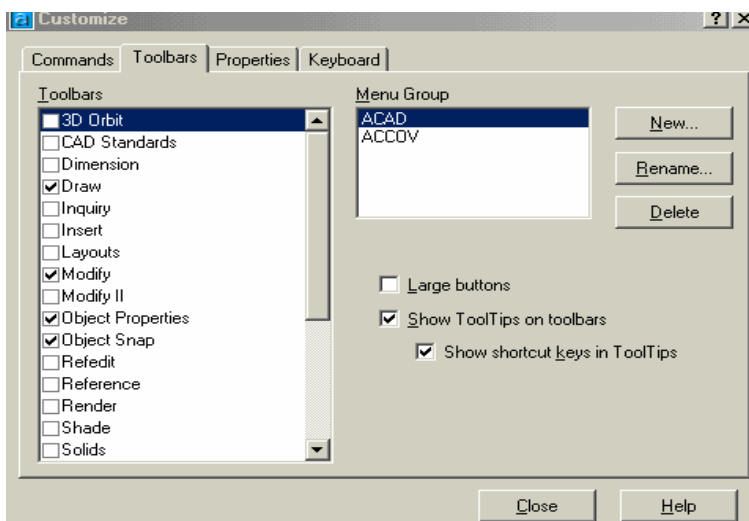 Customize
Commands Toolbars Properties Keyboard
Toolbars
3D Orbit
CAD Standards
Dimension
Draw
Inquiry
Insert
Layouts
Modify
Modify II
Object Properties
Object Snap
Refedit
Reference
Render
Shade
Solids
Menu Group
ACAD
ACCOV
New...
Rename...
Delete
Large buttons
Show ToolTips on toolbars
Show shortcut keys in ToolTips
Close Help